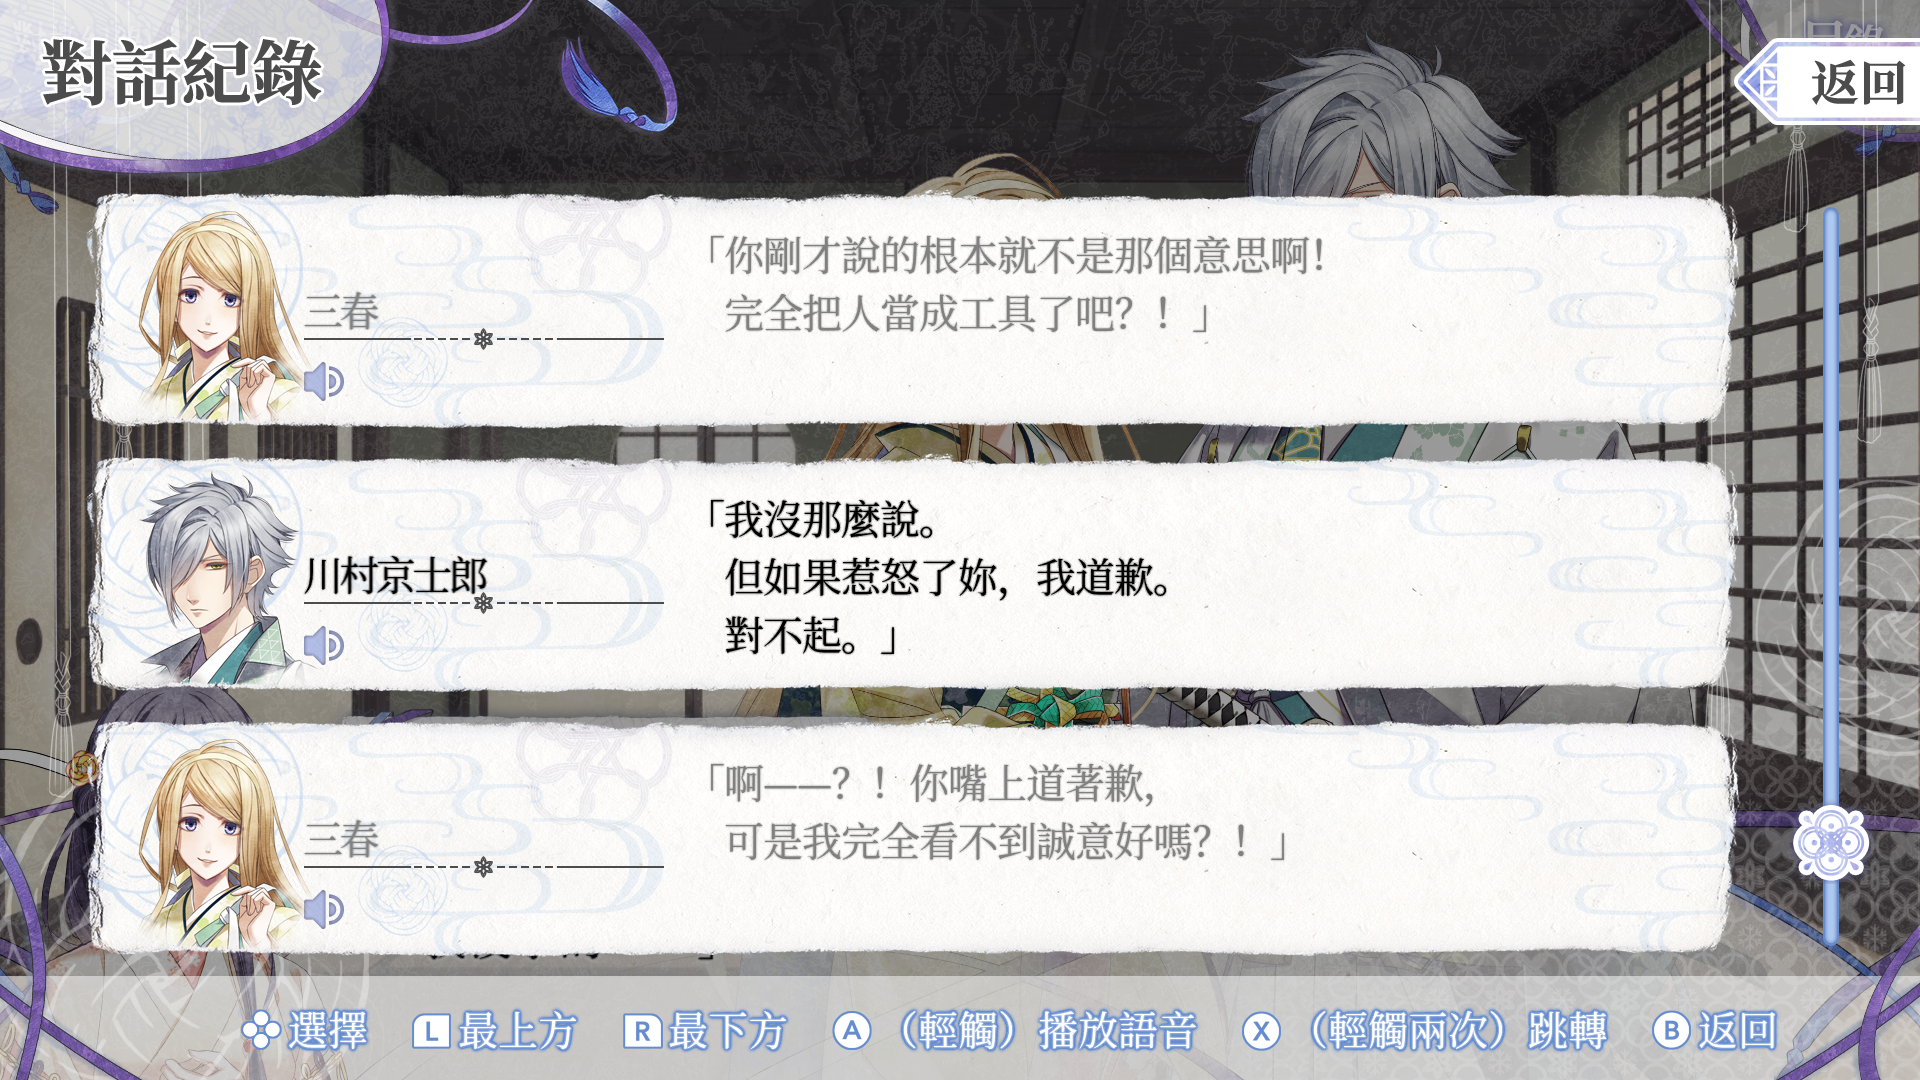 對話紀錄
返回
三春
「你剛才說的根本就不是那個意思啊！
完全把人當成工具了吧？！」
川村京士郎
「我沒那麼說。
但如果惹怒了妳，我道歉。
對不起。」
三春
「啊——？！你嘴上道著歉，
可是我完全看不到誠意好嗎？！」
選擇
L 最上方
R 最下方
A （輕觸）播放語音
X （輕觸兩次）跳轉
B 返回